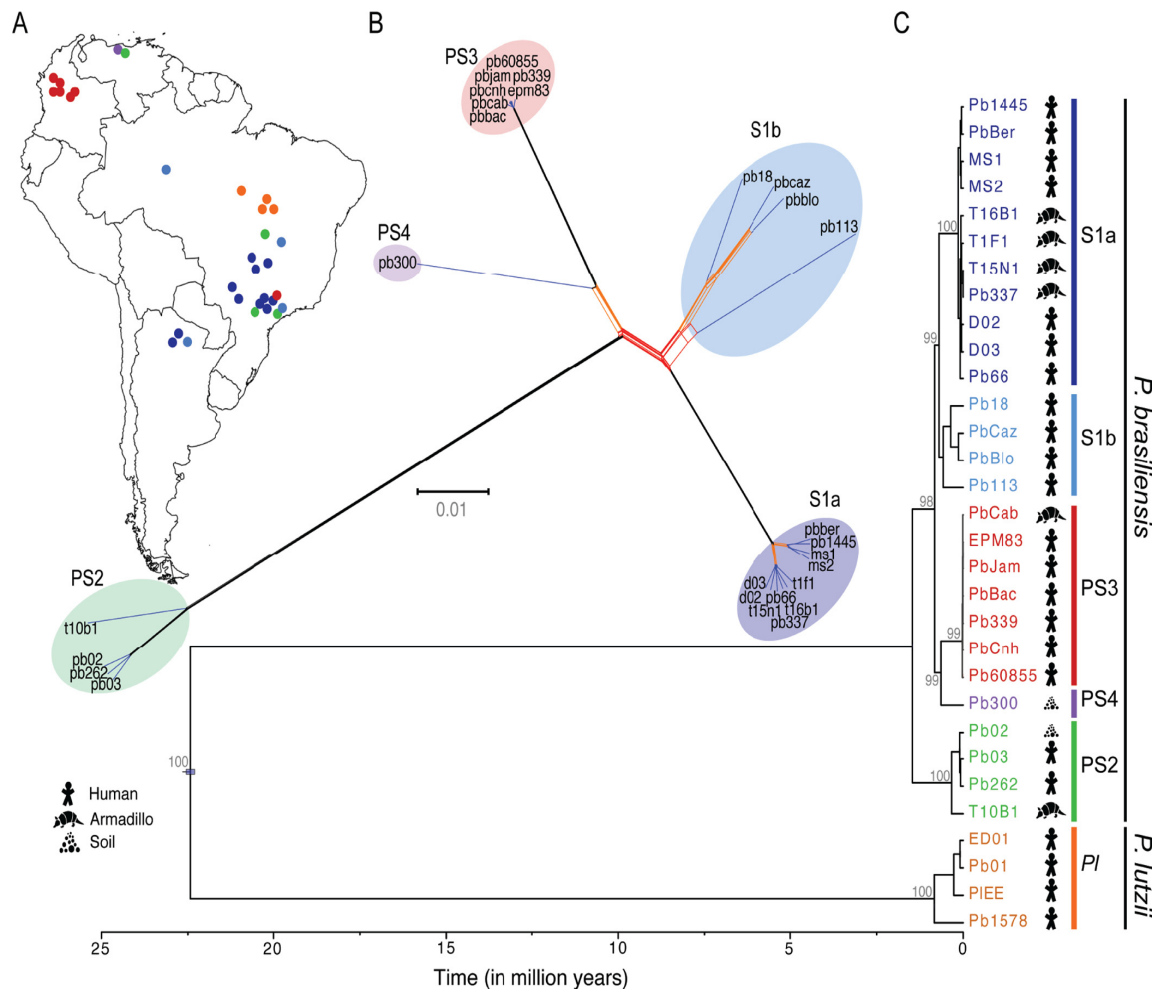 A
B
C
PS3
pb60855
pbjam pb339
pbcnh epm83
pbcab
pbbac
S1b
pb18
pbcaz
pbblo
pb113
PS4
pb300
0.01
S1a
pbber
pb1445
ms1
ms2
d03
t1f1
d02 pb66
t15n1 t16b1
pb337
PS2
t10b1
pb02
pb262
pb03
Human
Armadillo
Soil
100
99
98
99
99
100
100
100
Pb1445
PbBer
MS1
MS2
T16B1
T1F1
T15N1
Pb337
D02
D03
Pb66
S1a
Pb18
PbCaz
PbBlo
Pb113
S1b
PbCab
EPM83
PbJam
PbBac
Pb339
PbCnh
Pb60855
PS3
Pb300
PS4
Pb02
Pb03
Pb262
T10B1
PS2
P. brasiliensis
ED01
Pb01
PlEE
Pb1578
Pl
P. lutzii
25
20
15
10
5
0
Time (in million years)